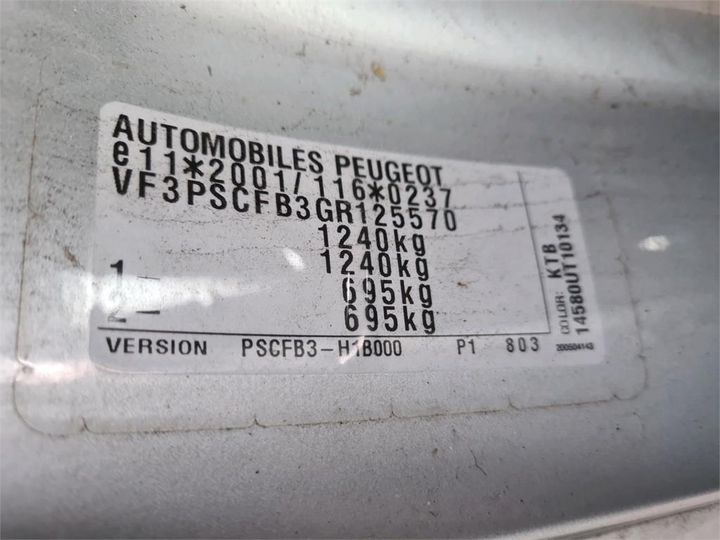 AUTOMOBILES PEUGEOT
e11*2001/116*0237
VF3PSCFB3GR125570
1240kg
1240kg
1 – 695kg
2 – 695kg
VERSION PSCFB3-H1B000 P1 803
COLOR: KTB
14580UT10134
200504143